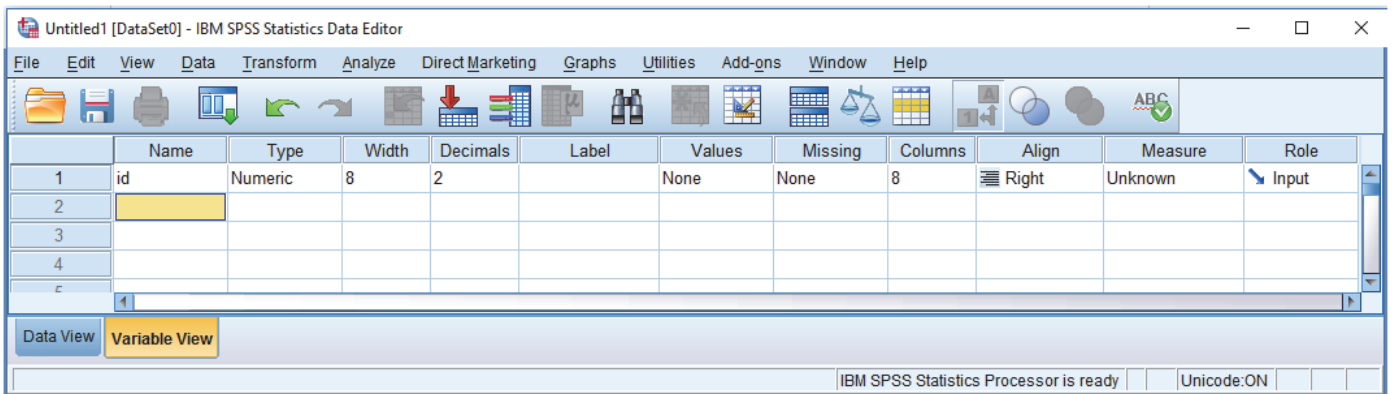 Untitled1 [DataSet0] - IBM SPSS Statistics Data Editor
File Edit View Data Transform Analyze Direct Marketing Graphs Utilities Add-ons Window Help
μ A 1 ABC
Name Type Width Decimals Label Values Missing Columns Align Measure Role
1 id Numeric 8 2 None None 8 Right Unknown Input
2
3
4
5
Data View Variable View
IBM SPSS Statistics Processor is ready Unicode:ON